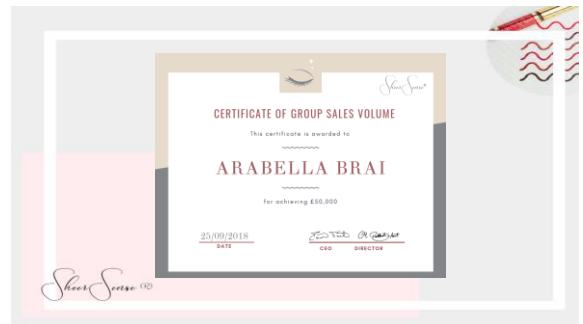 Sheer Sense®
CERTIFICATE OF GROUP SALES VOLUME
This certificate is awarded to
ARABELLA BRAI
for achieving £50,000
25/09/2018
DATE
CEO DIRECTOR
Sheer Sense ®